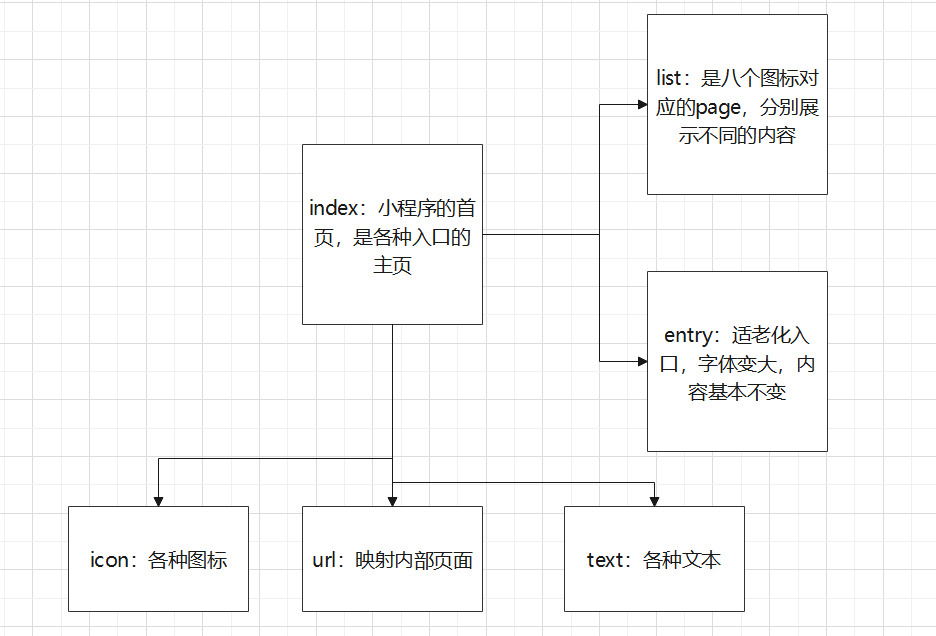 list：是八个图标对
应的page，分别展
示不同的内容
index：小程序的首
页，是各种入口的
主页
entry：适老化入
口，字体变大，内
容基本不变
icon：各种图标
url：映射内部页面
text：各种文本